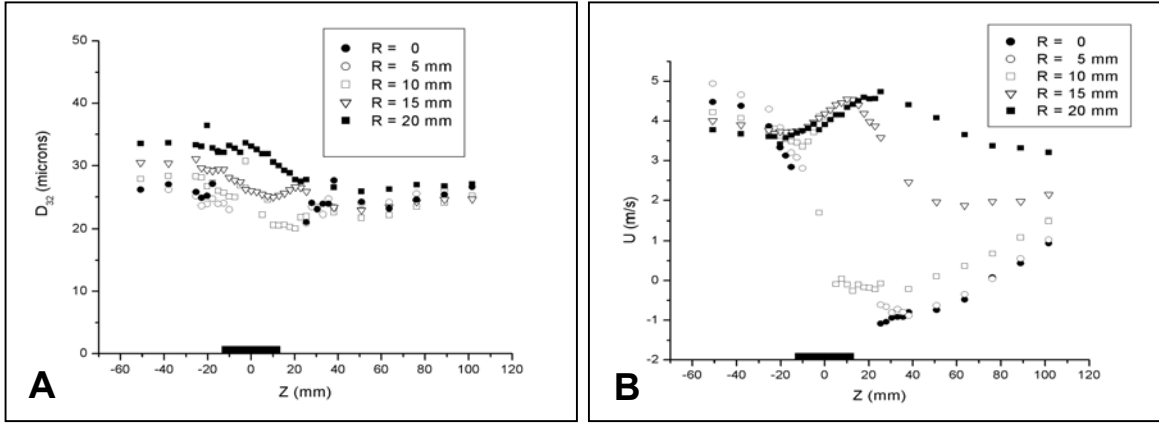 50
40
30
20
10
0
D32 (microns)
-60 -40 -20 0 20 40 60 80 100 120
Z (mm)
R = 0
R = 5 mm
R = 10 mm
R = 15 mm
R = 20 mm
A
5
4
3
2
1
0
-1
-2
U (m/s)
-60 -40 -20 0 20 40 60 80 100 120
Z (mm)
R = 0
R = 5 mm
R = 10 mm
R = 15 mm
R = 20 mm
B